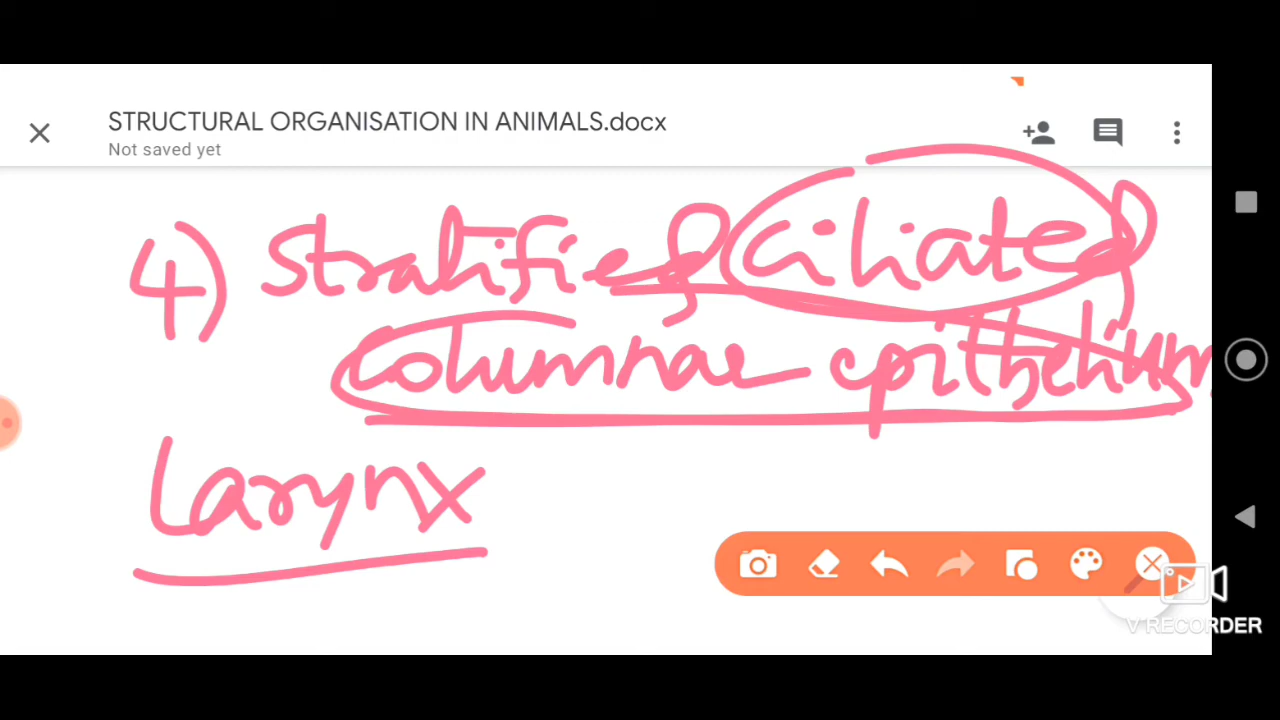 STRUCTURAL ORGANISATION IN ANIMALS.docx
Not saved yet
4) Stratified ciliated
columnar epithelium
Larynx
V RECORDER